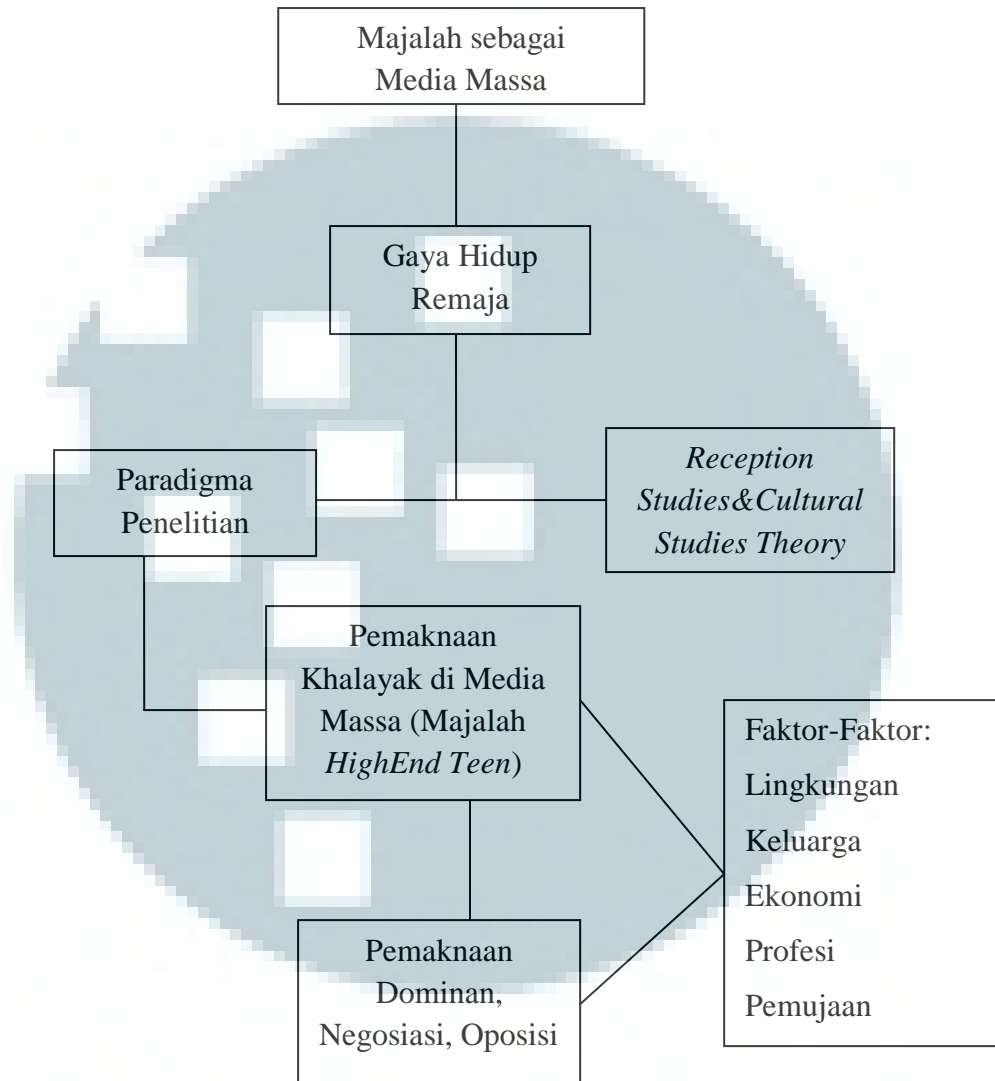 Majalah sebagai
Media Massa
Gaya Hidup
Remaja
Paradigma
Penelitian
Reception
Studies&Cultural
Studies Theory
Pemaknaan
Khalayak di Media
Massa (Majalah
HighEnd Teen)
Faktor-Faktor:
Lingkungan
Keluarga
Ekonomi
Profesi
Pemujaan
Pemaknaan
Dominan,
Negosiasi, Oposisi